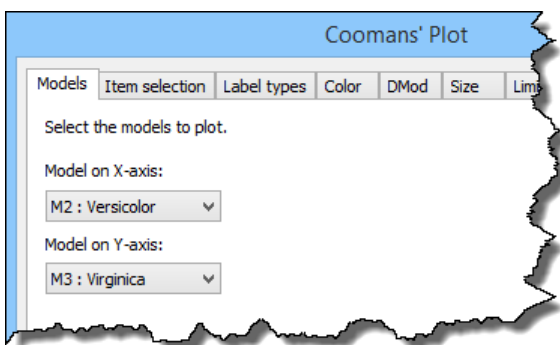 Coomans' Plot
Models Item selection Label types Color DMod Size
Select the models to plot.
Model on X-axis:
M2 : Versicolor
Model on Y-axis:
M3 : Virginica